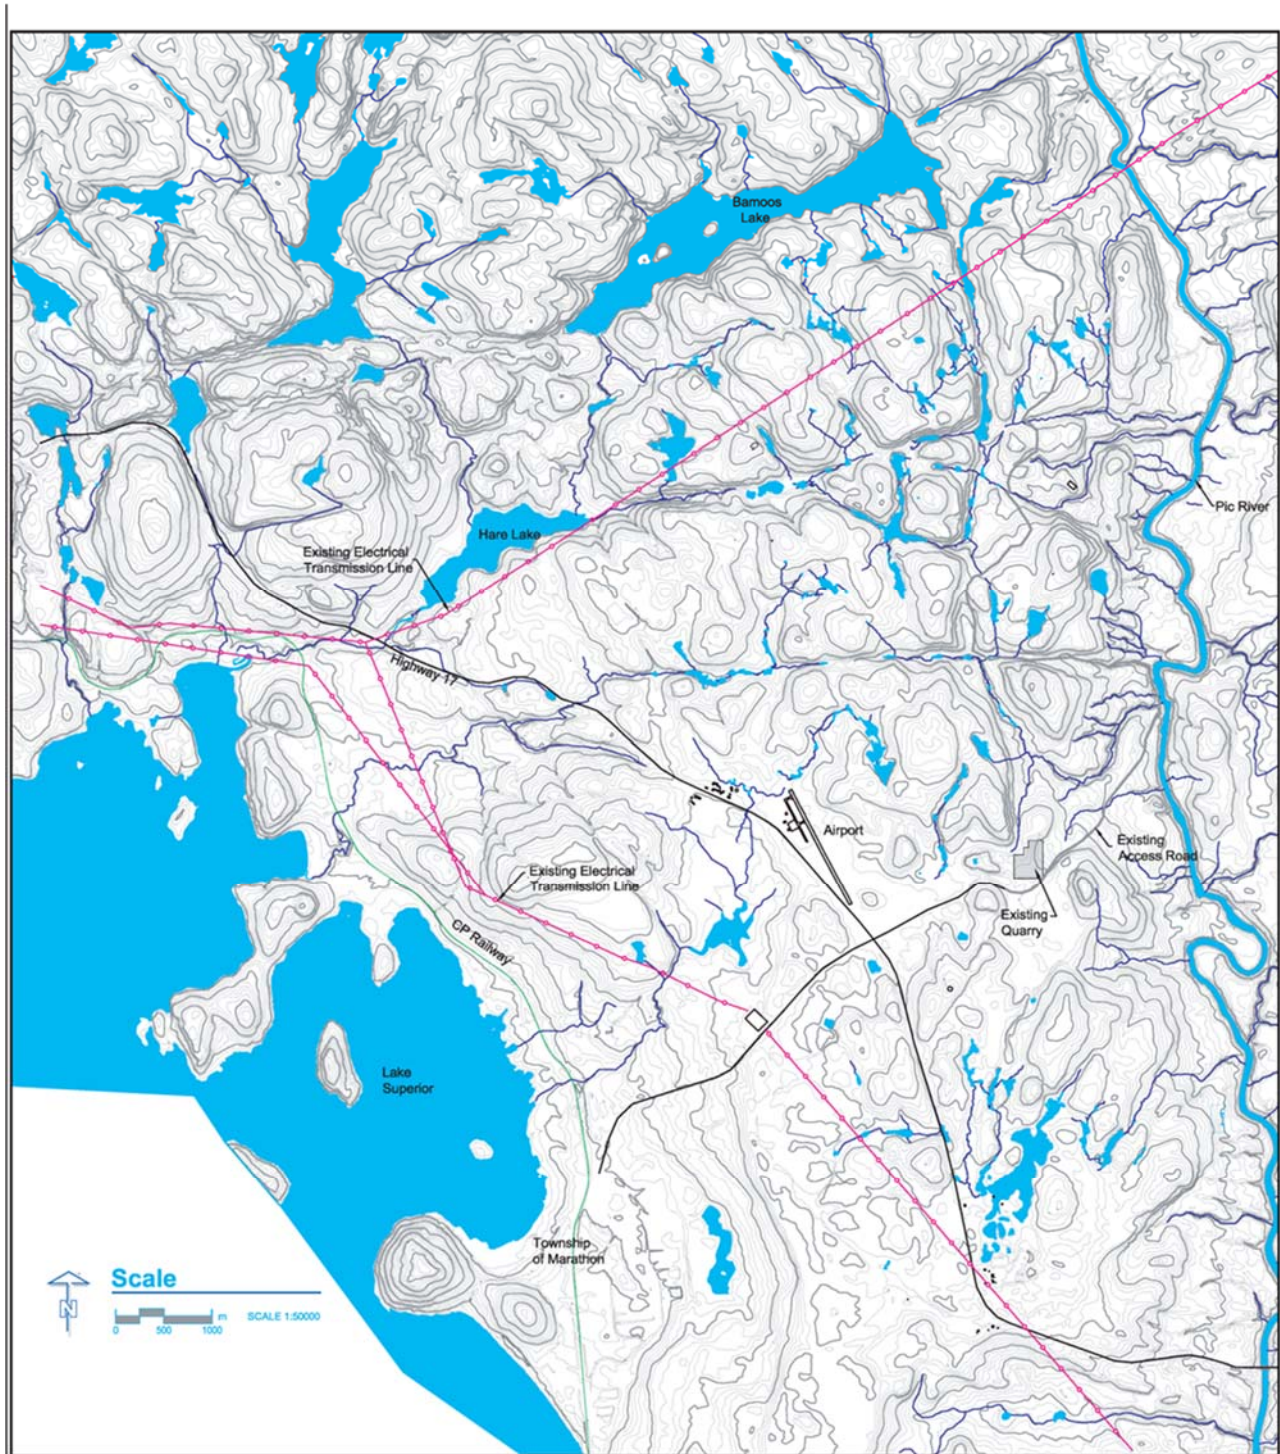 Bamoos
Lake
Pic River
Hare Lake
Existing Electrical
Transmission Line
Highway 17
Airport
Existing
Access Road
Existing Electrical
Transmission Line
Existing
Quarry
CP Railway
Lake
Superior
Township
of Marathon
Scale
N
m
SCALE 1:50000
0 500 1000